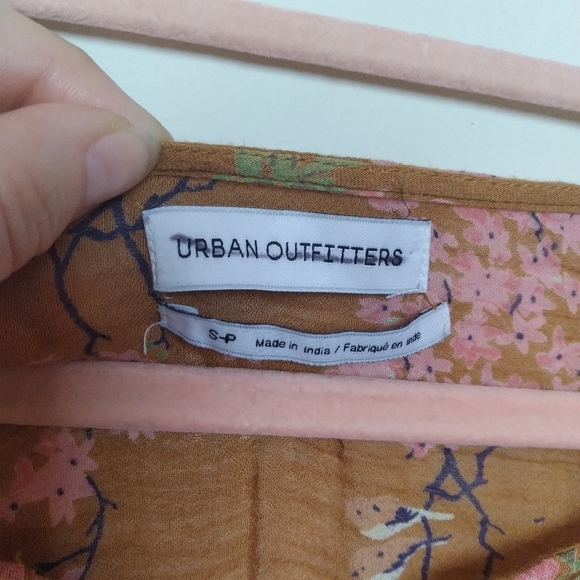 URBAN OUTFITTERS
S-P Made in India / Fabriqué en Inde